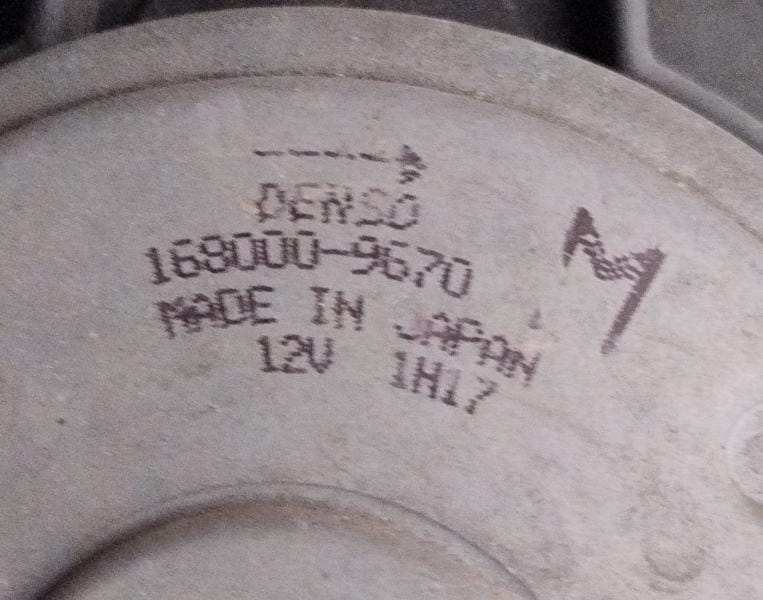 DENSO
168000-9670
MADE IN JAPAN
12V 1H17